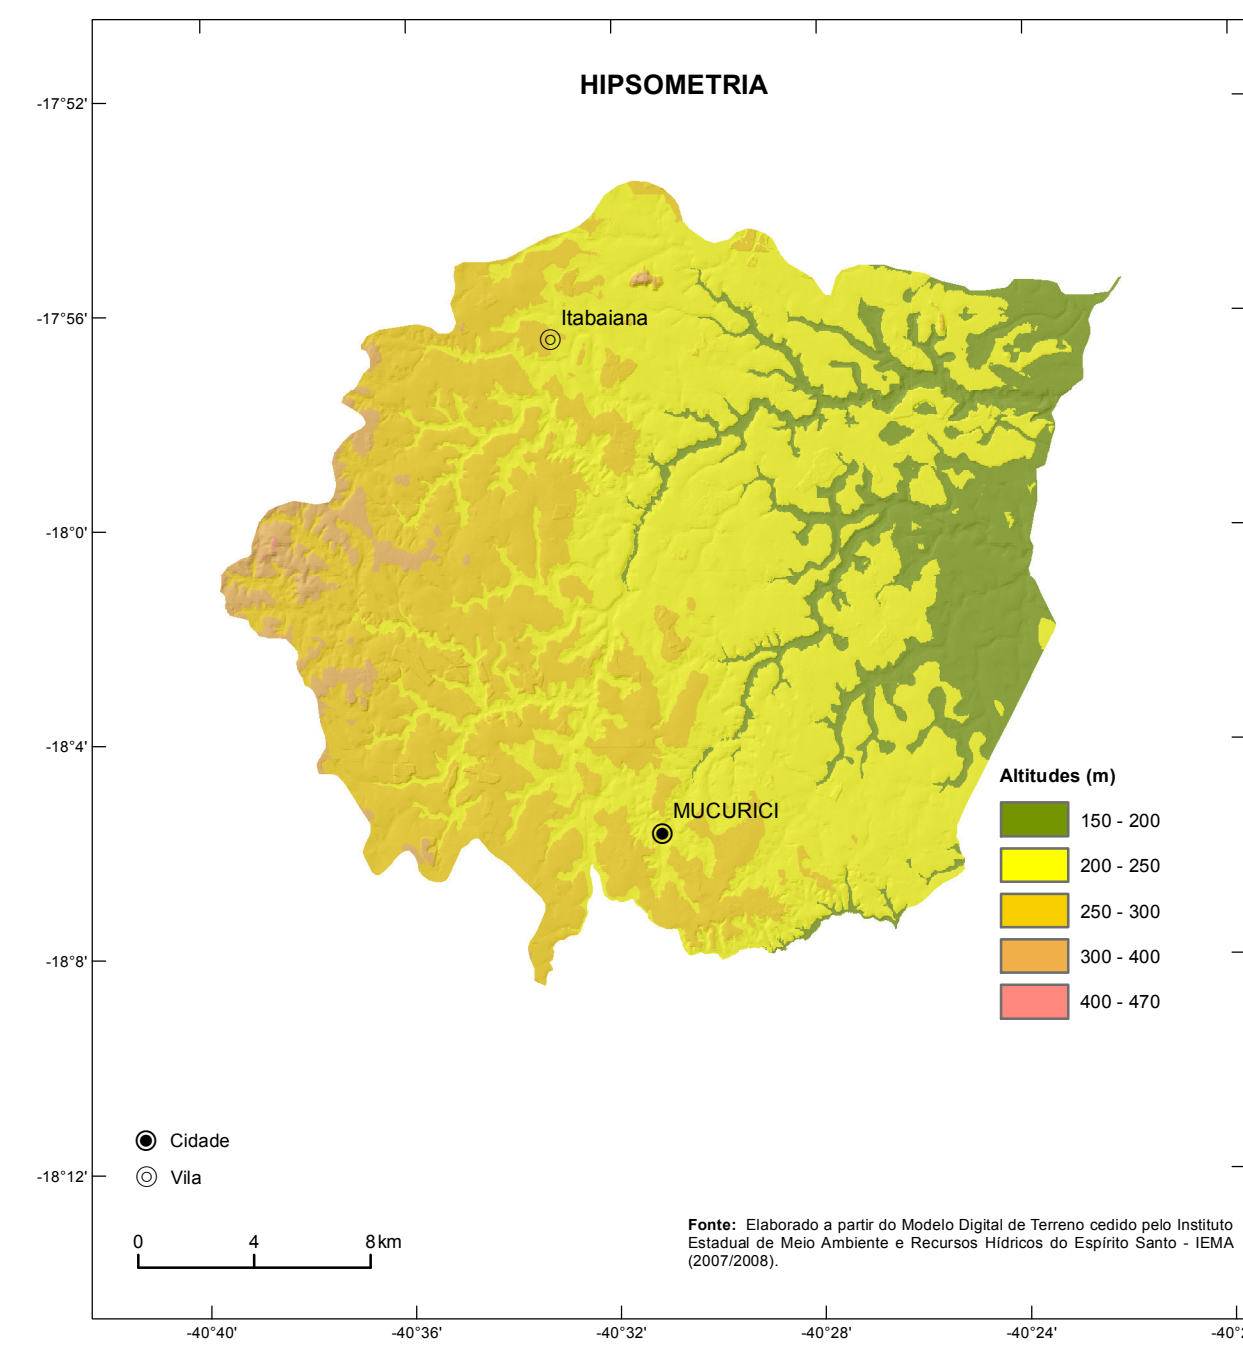 HIPSOMETRIA
-17°52'
-17°56'
-18°0'
-18°4'
-18°8'
-18°12'
Itabaiana
MUCURICI
Altitudes (m)
150 - 200
200 - 250
250 - 300
300 - 400
400 - 470
Cidade
Vila
0 4 8 km
Fonte: Elaborado a partir do Modelo Digital de Terreno cedido pelo Instituto
Estadual de Meio Ambiente e Recursos Hídricos do Espírito Santo - IEMA
(2007/2008).
-40°40' -40°36' -40°32' -40°28' -40°24'